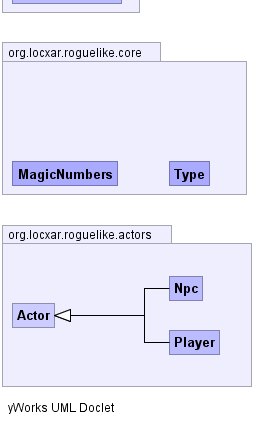 org.locxar.roguelike.core
MagicNumbers
Type
org.locxar.roguelike.actors
Npc
Actor
Player
yWorks UML Doclet